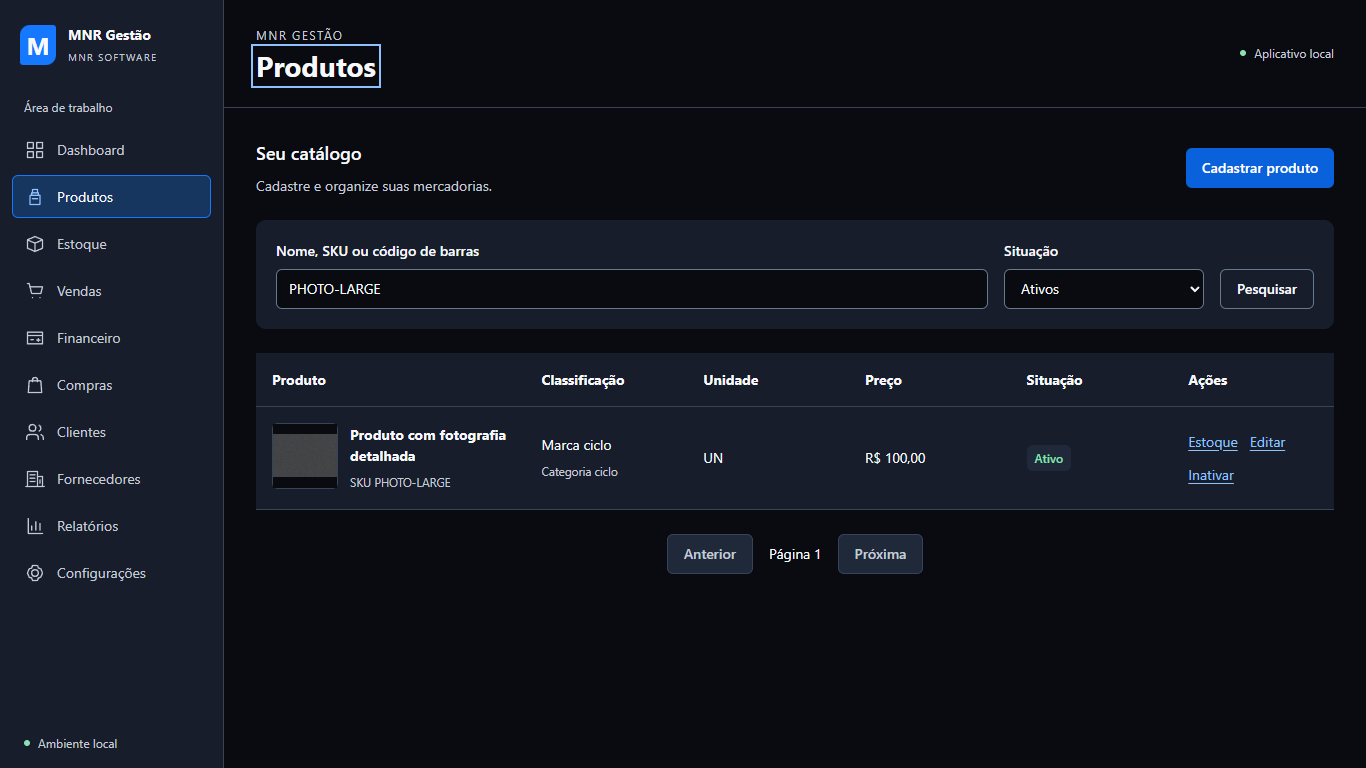 M
MNR Gestão
MNR SOFTWARE
Área de trabalho
Dashboard
Produtos
Estoque
Vendas
Financeiro
Compras
Clientes
Fornecedores
Relatórios
Configurações
Ambiente local
MNR GESTÃO
Produtos
Aplicativo local
Seu catálogo
Cadastre e organize suas mercadorias.
Cadastrar produto
Nome, SKU ou código de barras
PHOTO-LARGE
Situação
Ativos
Pesquisar
Produto Classificação Unidade Preço Situação Ações
Produto com fotografia
detalhada
SKU PHOTO-LARGE
Marca ciclo
Categoria ciclo
UN
R$ 100,00
Ativo
Estoque Editar
Inativar
Anterior Página 1 Próxima